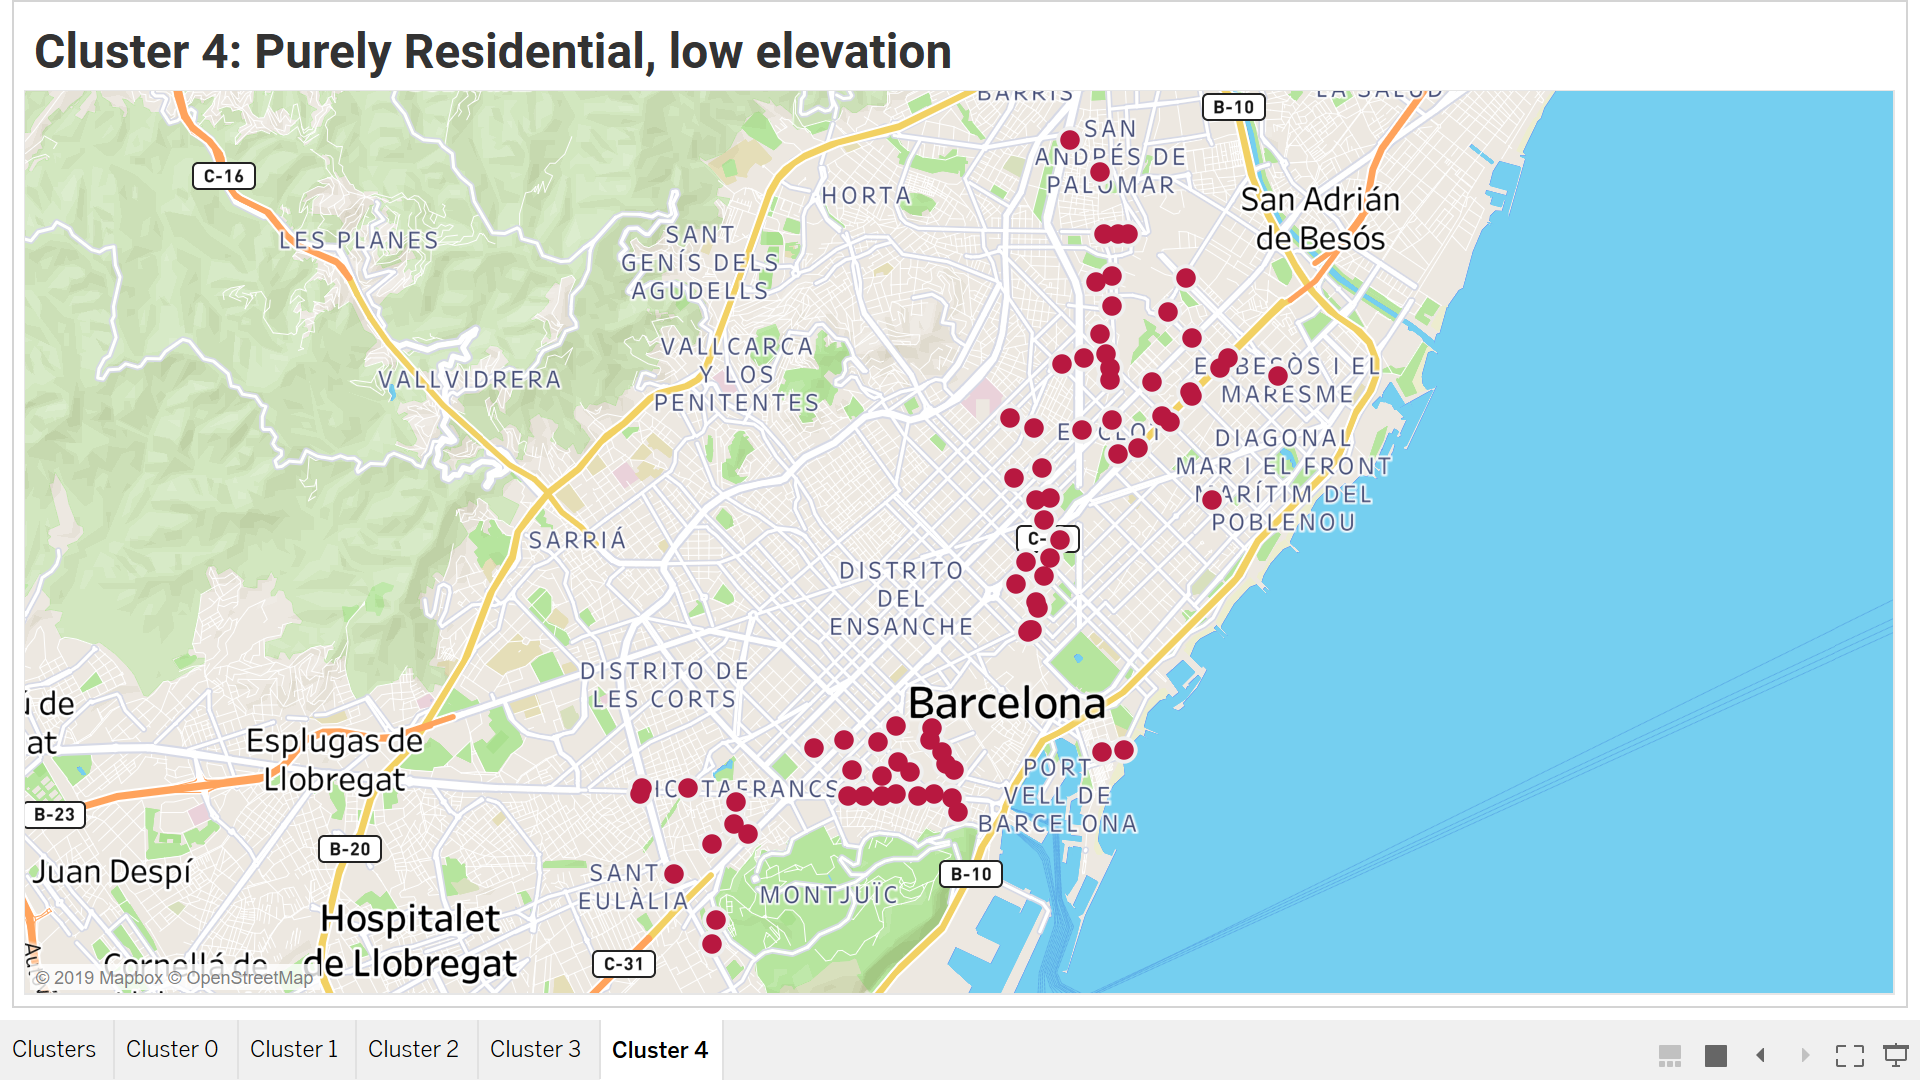 Cluster 4: Purely Residential, low elevation
BARRIS
LA SALUD
B-10
SAN
ANDRÉS DE
PALOMAR
C-16
HORTA
San Adrián
de Besós
LES PLANES
SANT
GENÍS DELS
AGUDELLS
VALLCARCA
Y LOS
PENITENTES
VALLVIDRERA
EL BESÒS I EL
MARESME
EL CLOT
DIAGONAL
MAR I EL FRONT
MARÍTIM DEL
POBLENOU
SARRIÁ
C-
DISTRITO
DEL
ENSANCHE
DISTRITO DE
LES CORTS
Barcelona
de
at
Esplugas de
Llobregat
PORT
VELL DE
BARCELONA
B-23
B-20
Juan Despí
SANT
EULÀLIA
MONTJUÏC
B-10
Hospitalet
de Llobregat
C-31
Cornellá de
© 2019 Mapbox © OpenStreetMap
Clusters
Cluster 0
Cluster 1
Cluster 2
Cluster 3
Cluster 4